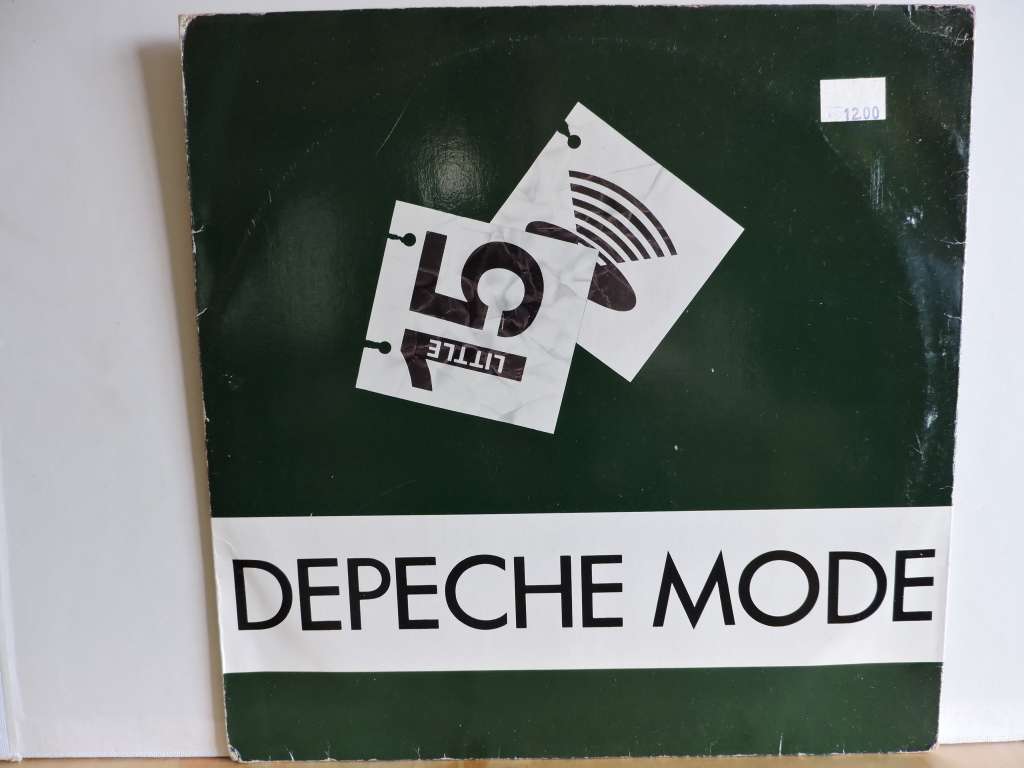 12.00
15
LITTLE
DEPECHE MODE